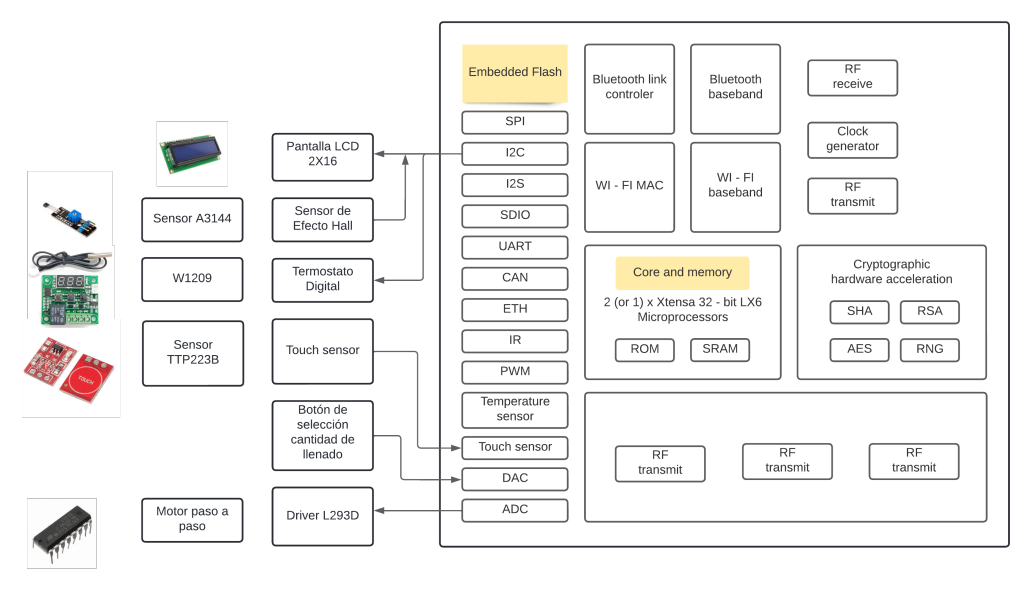 Pantalla LCD
2X16
Sensor A3144
Sensor de
Efecto Hall
W1209
Termostato
Digital
Sensor
TTP223B
TOUCH
Touch sensor
Botón de
selección
cantidad de
llenado
Motor paso a
paso
Driver L293D
Embedded Flash
SPI
I2C
I2S
SDIO
UART
CAN
ETH
IR
PWM
Temperature
sensor
Touch sensor
DAC
ADC
Bluetooth link
controler
Bluetooth
baseband
RF
receive
Clock
generator
WI - FI MAC
WI - FI
baseband
RF
transmit
Core and memory
2 (or 1) x Xtensa 32 - bit LX6
Microprocessors
ROM
SRAM
Cryptographic
hardware acceleration
SHA
RSA
AES
RNG
RF
transmit
RF
transmit
RF
transmit